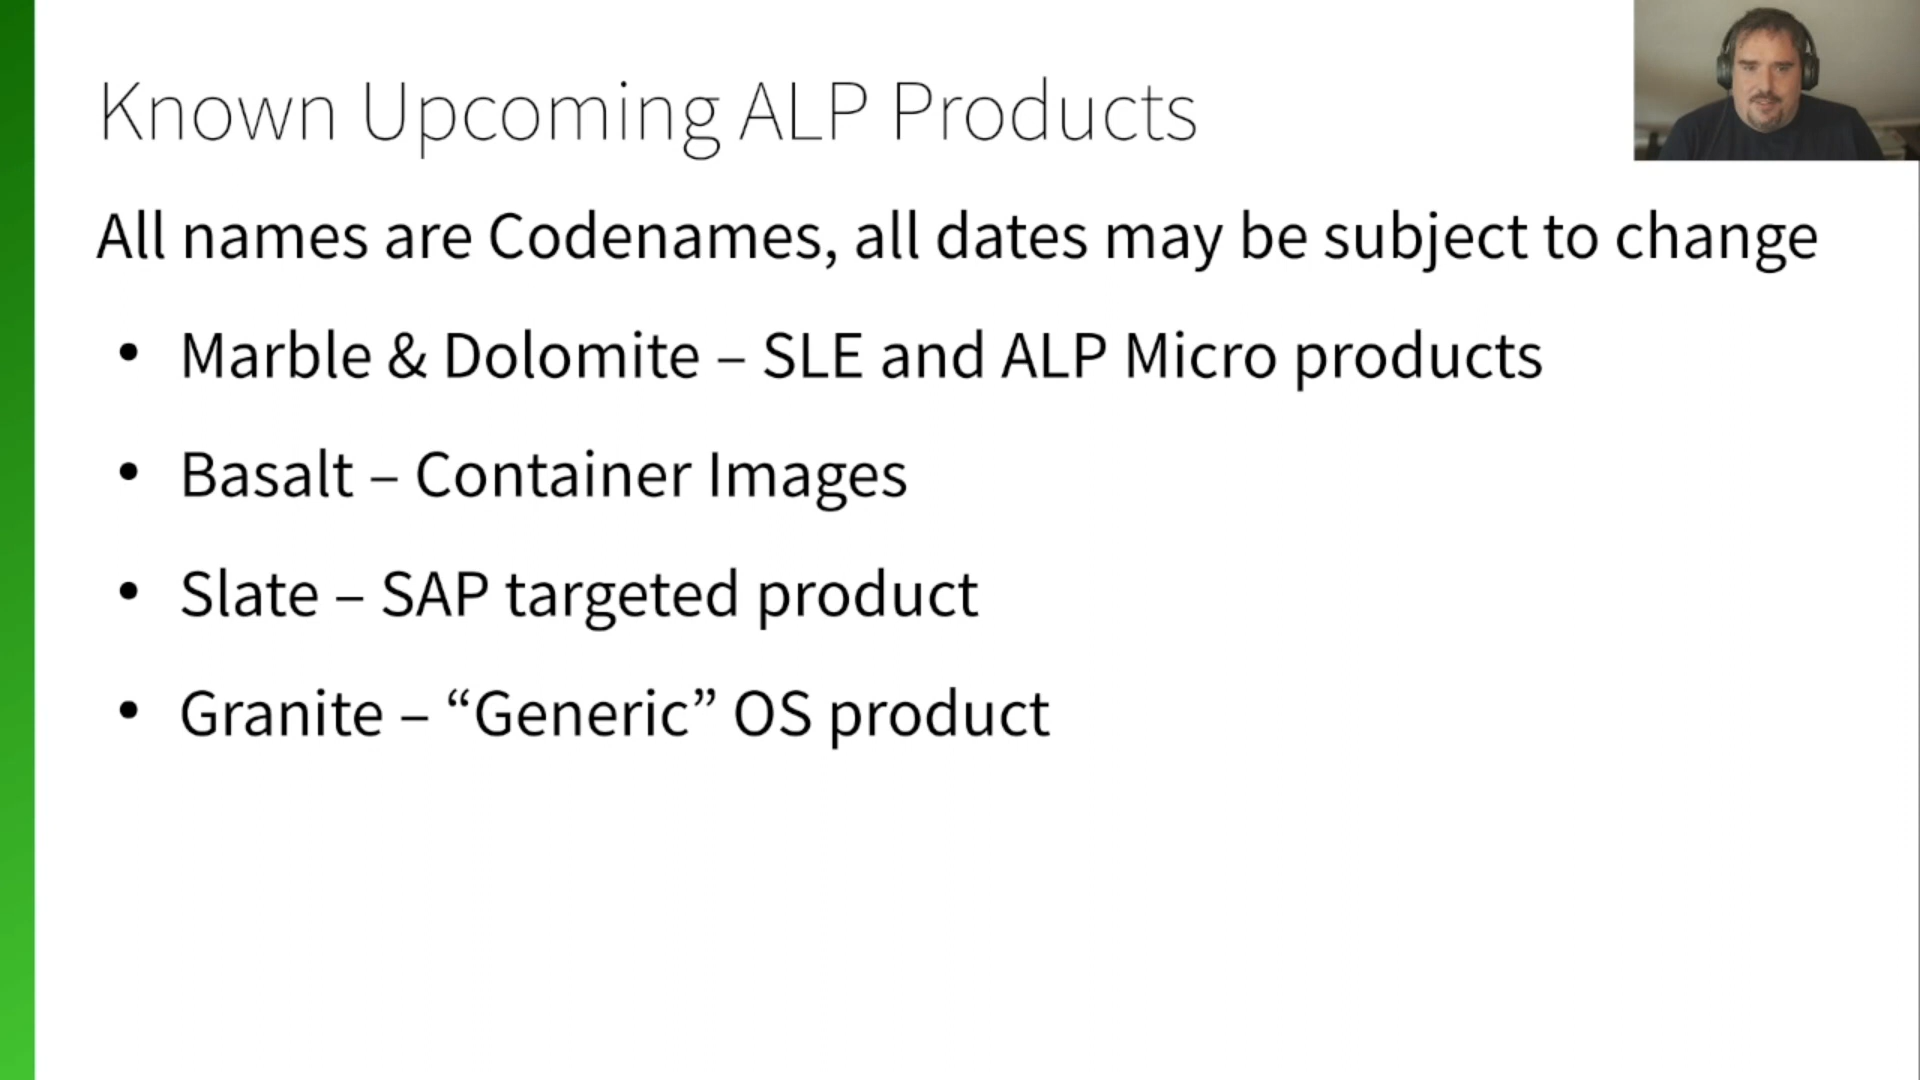 Known Upcoming ALP Products
All names are Codenames, all dates may be subject to change
• Marble & Dolomite – SLE and ALP Micro products
• Basalt – Container Images
• Slate – SAP targeted product
• Granite – “Generic” OS product